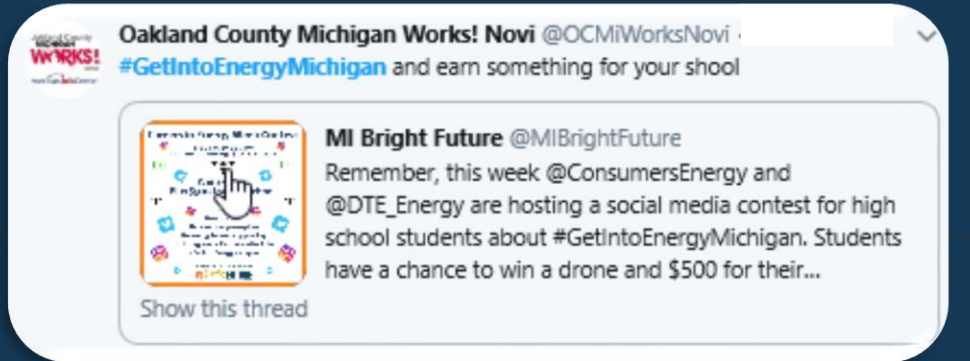 Oakland County Michigan Works! Novi @OCMiWorksNovi ·
#GetIntoEnergyMichigan and earn something for your shool
WORKS!
MI Bright Future @MIBrightFuture
Remember, this week @ConsumersEnergy and
@DTE_Energy are hosting a social media contest for high
school students about #GetIntoEnergyMichigan. Students
have a chance to win a drone and $500 for their...
Show this thread